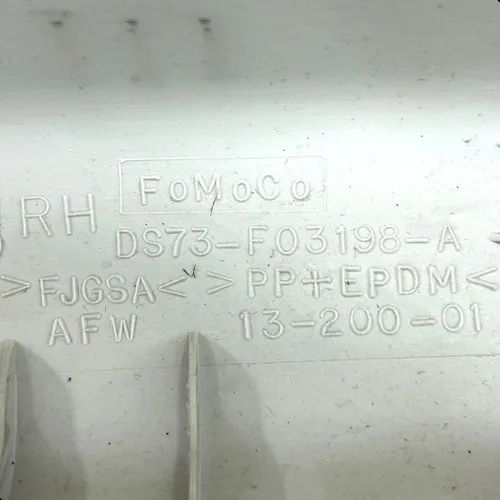 FoMoCo
RH DS73-F03198-A
>FJGSA< >PP+EPDM<
AFW 13-200-01